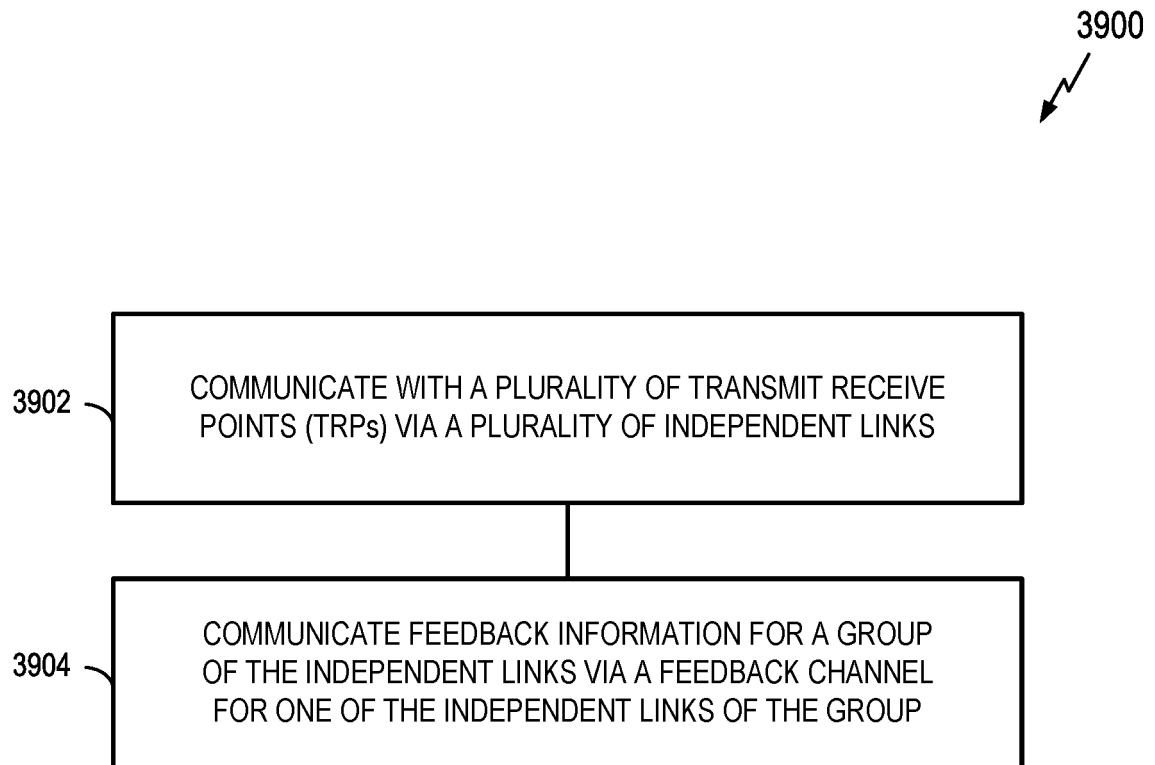 3900
3902
COMMUNICATE WITH A PLURALITY OF TRANSMIT RECEIVE
POINTS (TRPs) VIA A PLURALITY OF INDEPENDENT LINKS
3904
COMMUNICATE FEEDBACK INFORMATION FOR A GROUP
OF THE INDEPENDENT LINKS VIA A FEEDBACK CHANNEL
FOR ONE OF THE INDEPENDENT LINKS OF THE GROUP